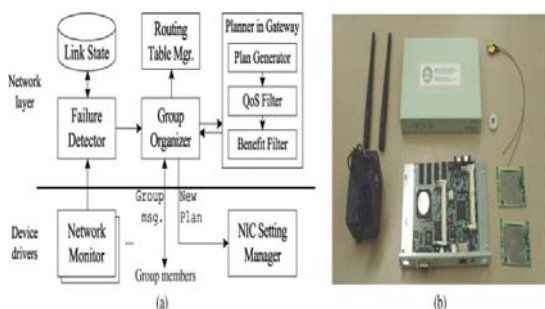 Network
layer
Link State
Routing
Table Mgr.
Planner in Gateway
Plan Generator
QoS Filter
Benefit Filter
Failure
Detector
Group
Organizer
Device
drivers
Network
Monitor
...
Group
msg.
New
Plan
NIC Setting
Manager
Group members
(a)
(b)